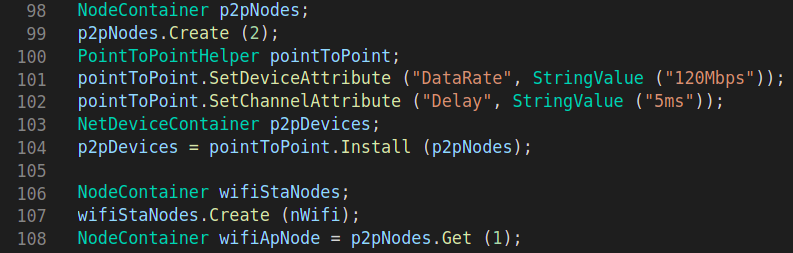 98 NodeContainer p2pNodes;
99 p2pNodes.Create (2);
100 PointToPointHelper pointToPoint;
101 pointToPoint.SetDeviceAttribute ("DataRate", StringValue ("120Mbps"));
102 pointToPoint.SetChannelAttribute ("Delay", StringValue ("5ms"));
103 NetDeviceContainer p2pDevices;
104 p2pDevices = pointToPoint.Install (p2pNodes);
105
106 NodeContainer wifiStaNodes;
107 wifiStaNodes.Create (nWifi);
108 NodeContainer wifiApNode = p2pNodes.Get (1);